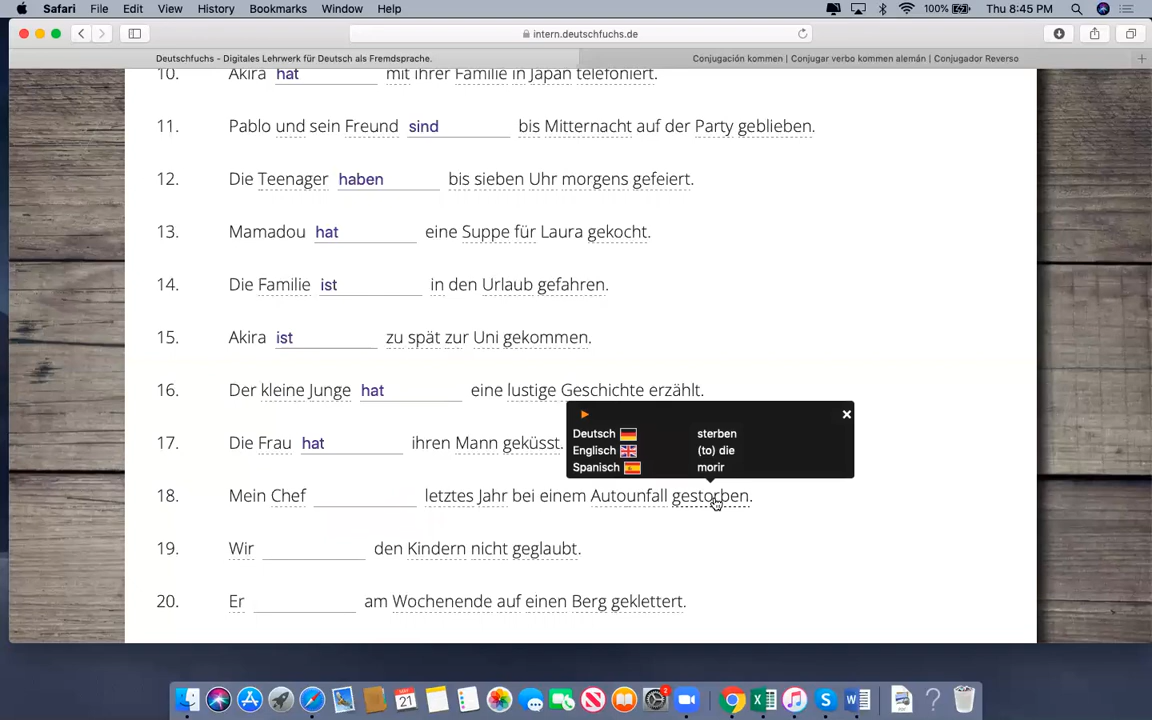 Safari File Edit View History Bookmarks Window Help 100% Thu 8:45 PM
intern.deutschfuchs.de
Deutschfuchs - Digitales Lehrwerk für Deutsch als Fremdsprache. Conjugación kommen | Conjugar verbo kommen alemán | Conjugador Reverso
10. Akira hat mit ihrer Familie in Japan telefoniert.
11. Pablo und sein Freund sind bis Mitternacht auf der Party geblieben.
12. Die Teenager haben bis sieben Uhr morgens gefeiert.
13. Mamadou hat eine Suppe für Laura gekocht.
14. Die Familie ist in den Urlaub gefahren.
15. Akira ist zu spät zur Uni gekommen.
16. Der kleine Junge hat eine lustige Geschichte erzählt.
Deutsch sterben
Englisch (to) die
Spanisch morir
17. Die Frau hat ihren Mann geküsst.
18. Mein Chef letztes Jahr bei einem Autounfall gestorben.
19. Wir den Kindern nicht geglaubt.
20. Er am Wochenende auf einen Berg geklettert.